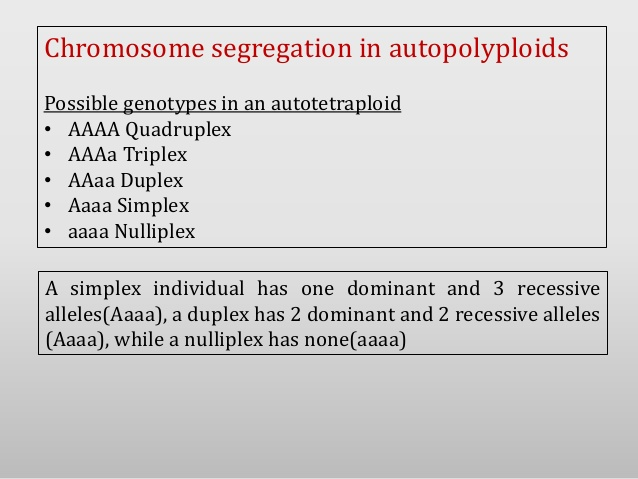 Chromosome segregation in autopolyploids
Possible genotypes in an autotetraploid
• AAAA Quadruplex
• AAAa Triplex
• AAaa Duplex
• Aaaa Simplex
• aaaa Nulliplex
A simplex individual has one dominant and 3 recessive
alleles(Aaaa), a duplex has 2 dominant and 2 recessive alleles
(Aaaa), while a nulliplex has none(aaaa)